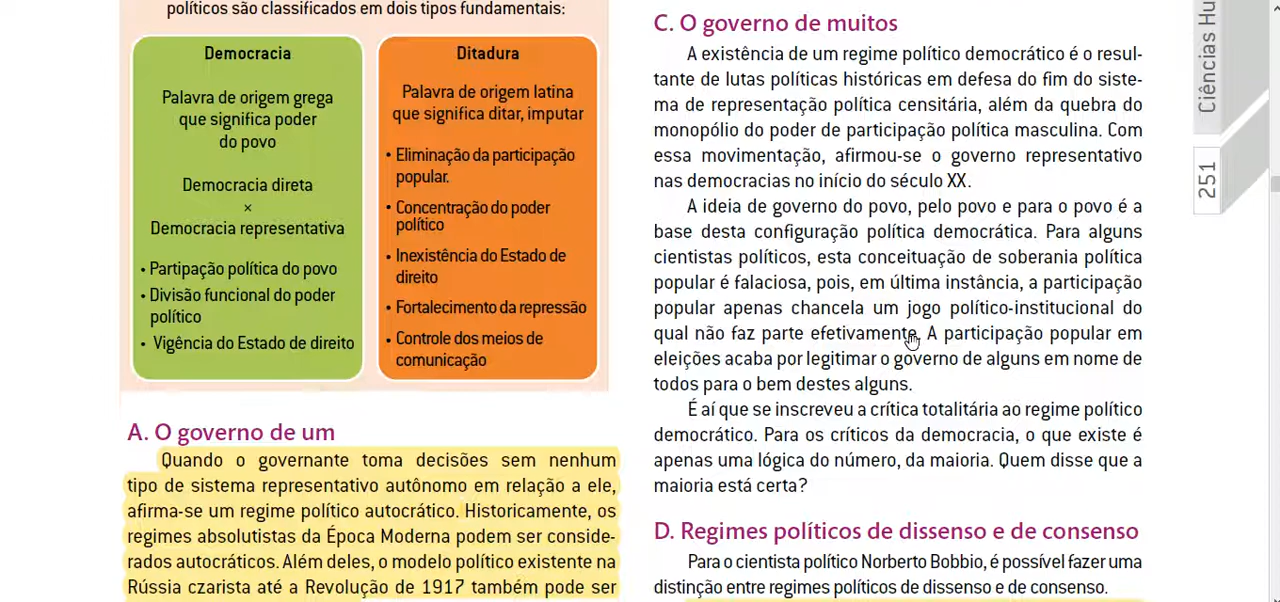 políticos são classificados em dois tipos fundamentais:
Democracia
Palavra de origem grega
que significa poder
do povo
Democracia direta
×
Democracia representativa
• Partipação política do povo
• Divisão funcional do poder
político
• Vigência do Estado de direito
Ditadura
Palavra de origem latina
que significa ditar, imputar
• Eliminação da participação
popular.
• Concentração do poder
político
• Inexistência do Estado de
direito
• Fortalecimento da repressão
• Controle dos meios de
comunicação
A. O governo de um
Quando o governante toma decisões sem nenhum
tipo de sistema representativo autônomo em relação a ele,
afirma-se um regime político autocrático. Historicamente, os
regimes absolutistas da Época Moderna podem ser conside-
rados autocráticos. Além deles, o modelo político existente na
Rússia czarista até a Revolução de 1917 também pode ser
C. O governo de muitos
A existência de um regime político democrático é o resul-
tante de lutas políticas históricas em defesa do fim do siste-
ma de representação política censitária, além da quebra do
monopólio do poder de participação política masculina. Com
essa movimentação, afirmou-se o governo representativo
nas democracias no início do século XX.
A ideia de governo do povo, pelo povo e para o povo é a
base desta configuração política democrática. Para alguns
cientistas políticos, esta conceituação de soberania política
popular é falaciosa, pois, em última instância, a participação
popular apenas chancela um jogo político-institucional do
qual não faz parte efetivamente. A participação popular em
eleições acaba por legitimar o governo de alguns em nome de
todos para o bem destes alguns.
É aí que se inscreveu a crítica totalitária ao regime político
democrático. Para os críticos da democracia, o que existe é
apenas uma lógica do número, da maioria. Quem disse que a
maioria está certa?
D. Regimes políticos de dissenso e de consenso
Para o cientista político Norberto Bobbio, é possível fazer uma
distinção entre regimes políticos de dissenso e de consenso.
Ciências Hu
251